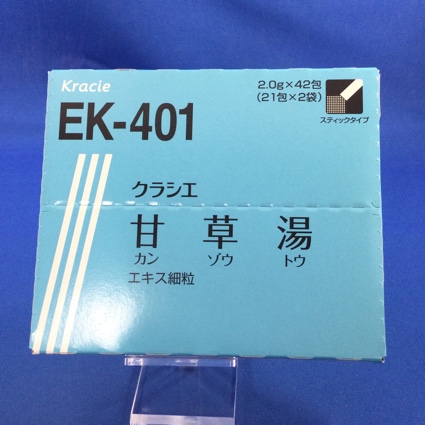 Kracie
2.0g×42包
(21包×2袋)
スティックタイプ
EK-401
クラシエ
甘草湯
カンゾウトウ
エキス細粒